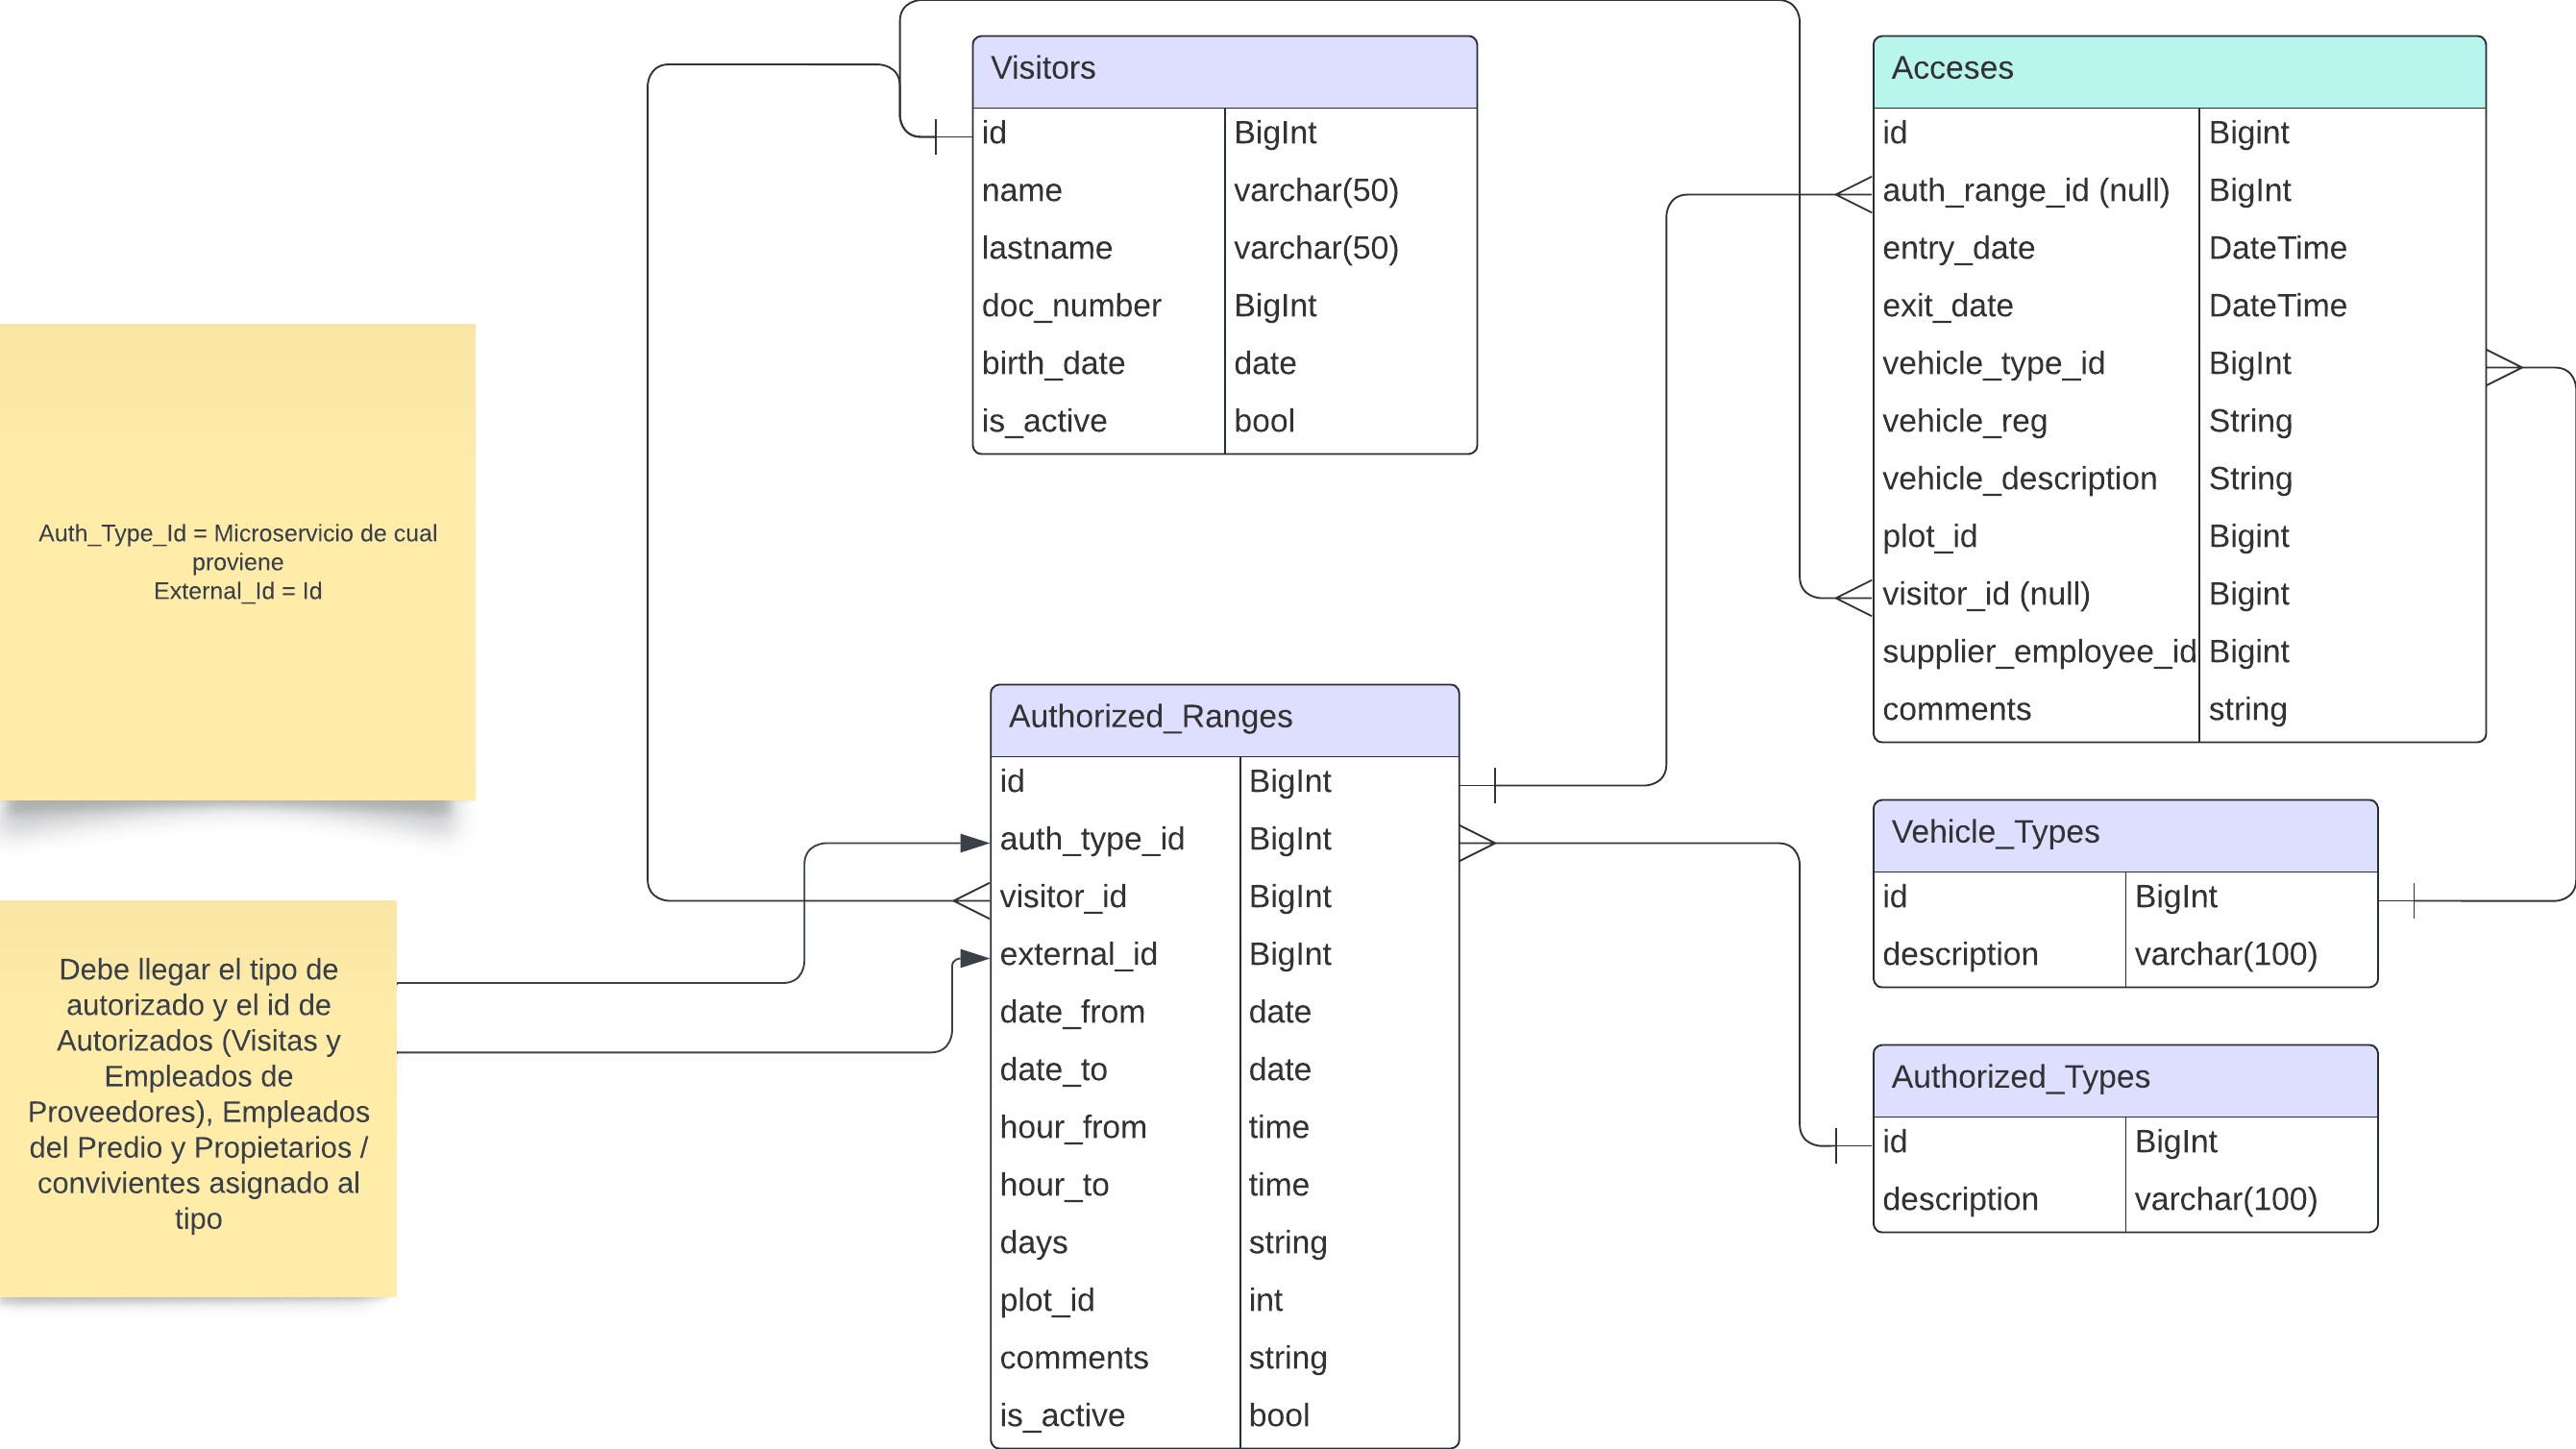 Visitors
id BigInt
name varchar(50)
lastname varchar(50)
doc_number BigInt
birth_date date
is_active bool
Acceses
id Bigint
auth_range_id (null) BigInt
entry_date DateTime
exit_date DateTime
vehicle_type_id BigInt
vehicle_reg String
vehicle_description String
plot_id Bigint
visitor_id (null) Bigint
supplier_employee_id Bigint
comments string
Auth_Type_Id = Microservicio de cual
proviene
External_Id = Id
Debe llegar el tipo de
autorizado y el id de
Autorizados (Visitas y
Empleados de
Proveedores), Empleados
del Predio y Propietarios /
convivientes asignado al
tipo
Authorized_Ranges
id BigInt
auth_type_id BigInt
visitor_id BigInt
external_id BigInt
date_from date
date_to date
hour_from time
hour_to time
days string
plot_id int
comments string
is_active bool
Vehicle_Types
id BigInt
description varchar(100)
Authorized_Types
id BigInt
description varchar(100)